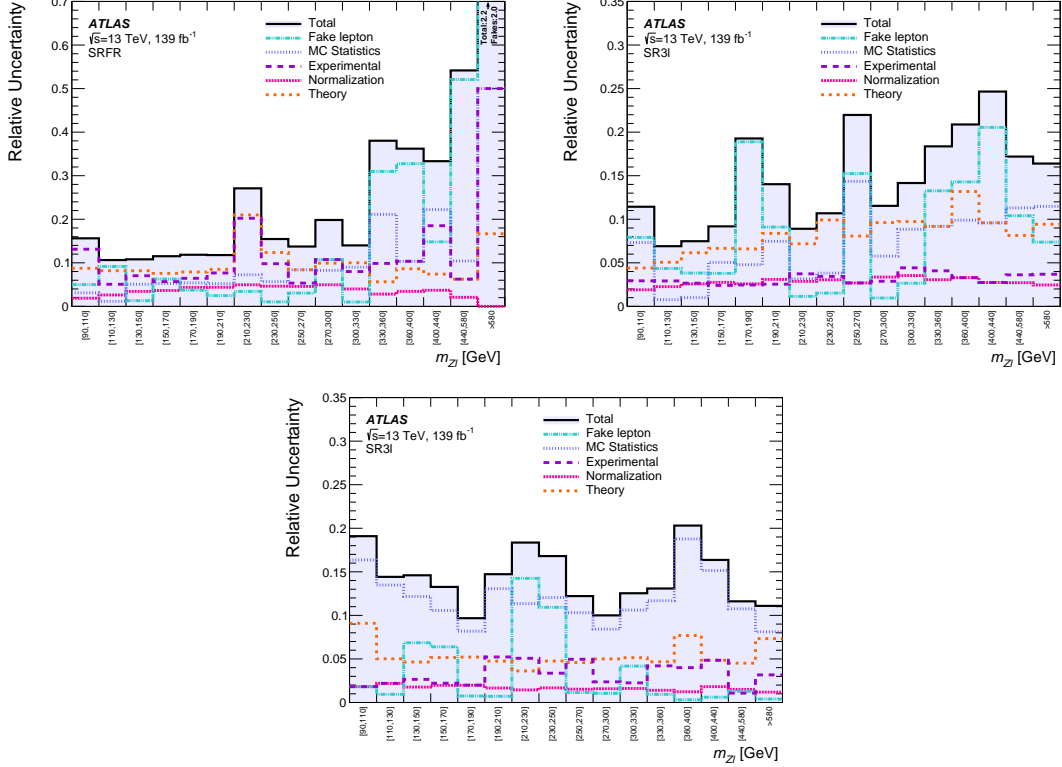 Relative Uncertainty
0.7
0.6
0.5
0.4
0.3
0.2
0.1
0
ATLAS
√s=13 TeV, 139 fb⁻¹
SRFR
Total
Fake lepton
MC Statistics
Experimental
Normalization
Theory
Total:2.2
Fakes:2.0
[90,110]
[110,130]
[130,150]
[150,170]
[170,190]
[190,210]
[210,230]
[230,250]
[250,270]
[270,300]
[300,330]
[330,360]
[360,400]
[400,440]
[440,580]
>580
m_Zl [GeV]
Relative Uncertainty
0.35
0.3
0.25
0.2
0.15
0.1
0.05
0
ATLAS
√s=13 TeV, 139 fb⁻¹
SR3l
Total
Fake lepton
MC Statistics
Experimental
Normalization
Theory
[90,110]
[110,130]
[130,150]
[150,170]
[170,190]
[190,210]
[210,230]
[230,250]
[250,270]
[270,300]
[300,330]
[330,360]
[360,400]
[400,440]
[440,580]
>580
m_Zl [GeV]
Relative Uncertainty
0.35
0.3
0.25
0.2
0.15
0.1
0.05
0
ATLAS
√s=13 TeV, 139 fb⁻¹
SR3l
Total
Fake lepton
MC Statistics
Experimental
Normalization
Theory
[90,110]
[110,130]
[130,150]
[150,170]
[170,190]
[190,210]
[210,230]
[230,250]
[250,270]
[270,300]
[300,330]
[330,360]
[360,400]
[400,440]
[440,580]
>580
m_Zl [GeV]